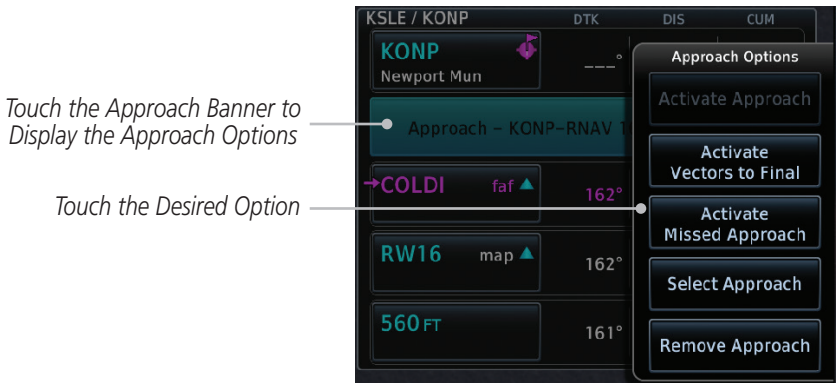 KSLE / KONP DTK DIS CUM
KONP
Newport Mun
___°
Approach Options
Activate Approach
Touch the Approach Banner to
Display the Approach Options
Approach – KONP–RNAV
Activate
Vectors to Final
COLDI faf 162°
Touch the Desired Option
Activate
Missed Approach
RW16 map 162°
Select Approach
560 FT 161°
Remove Approach